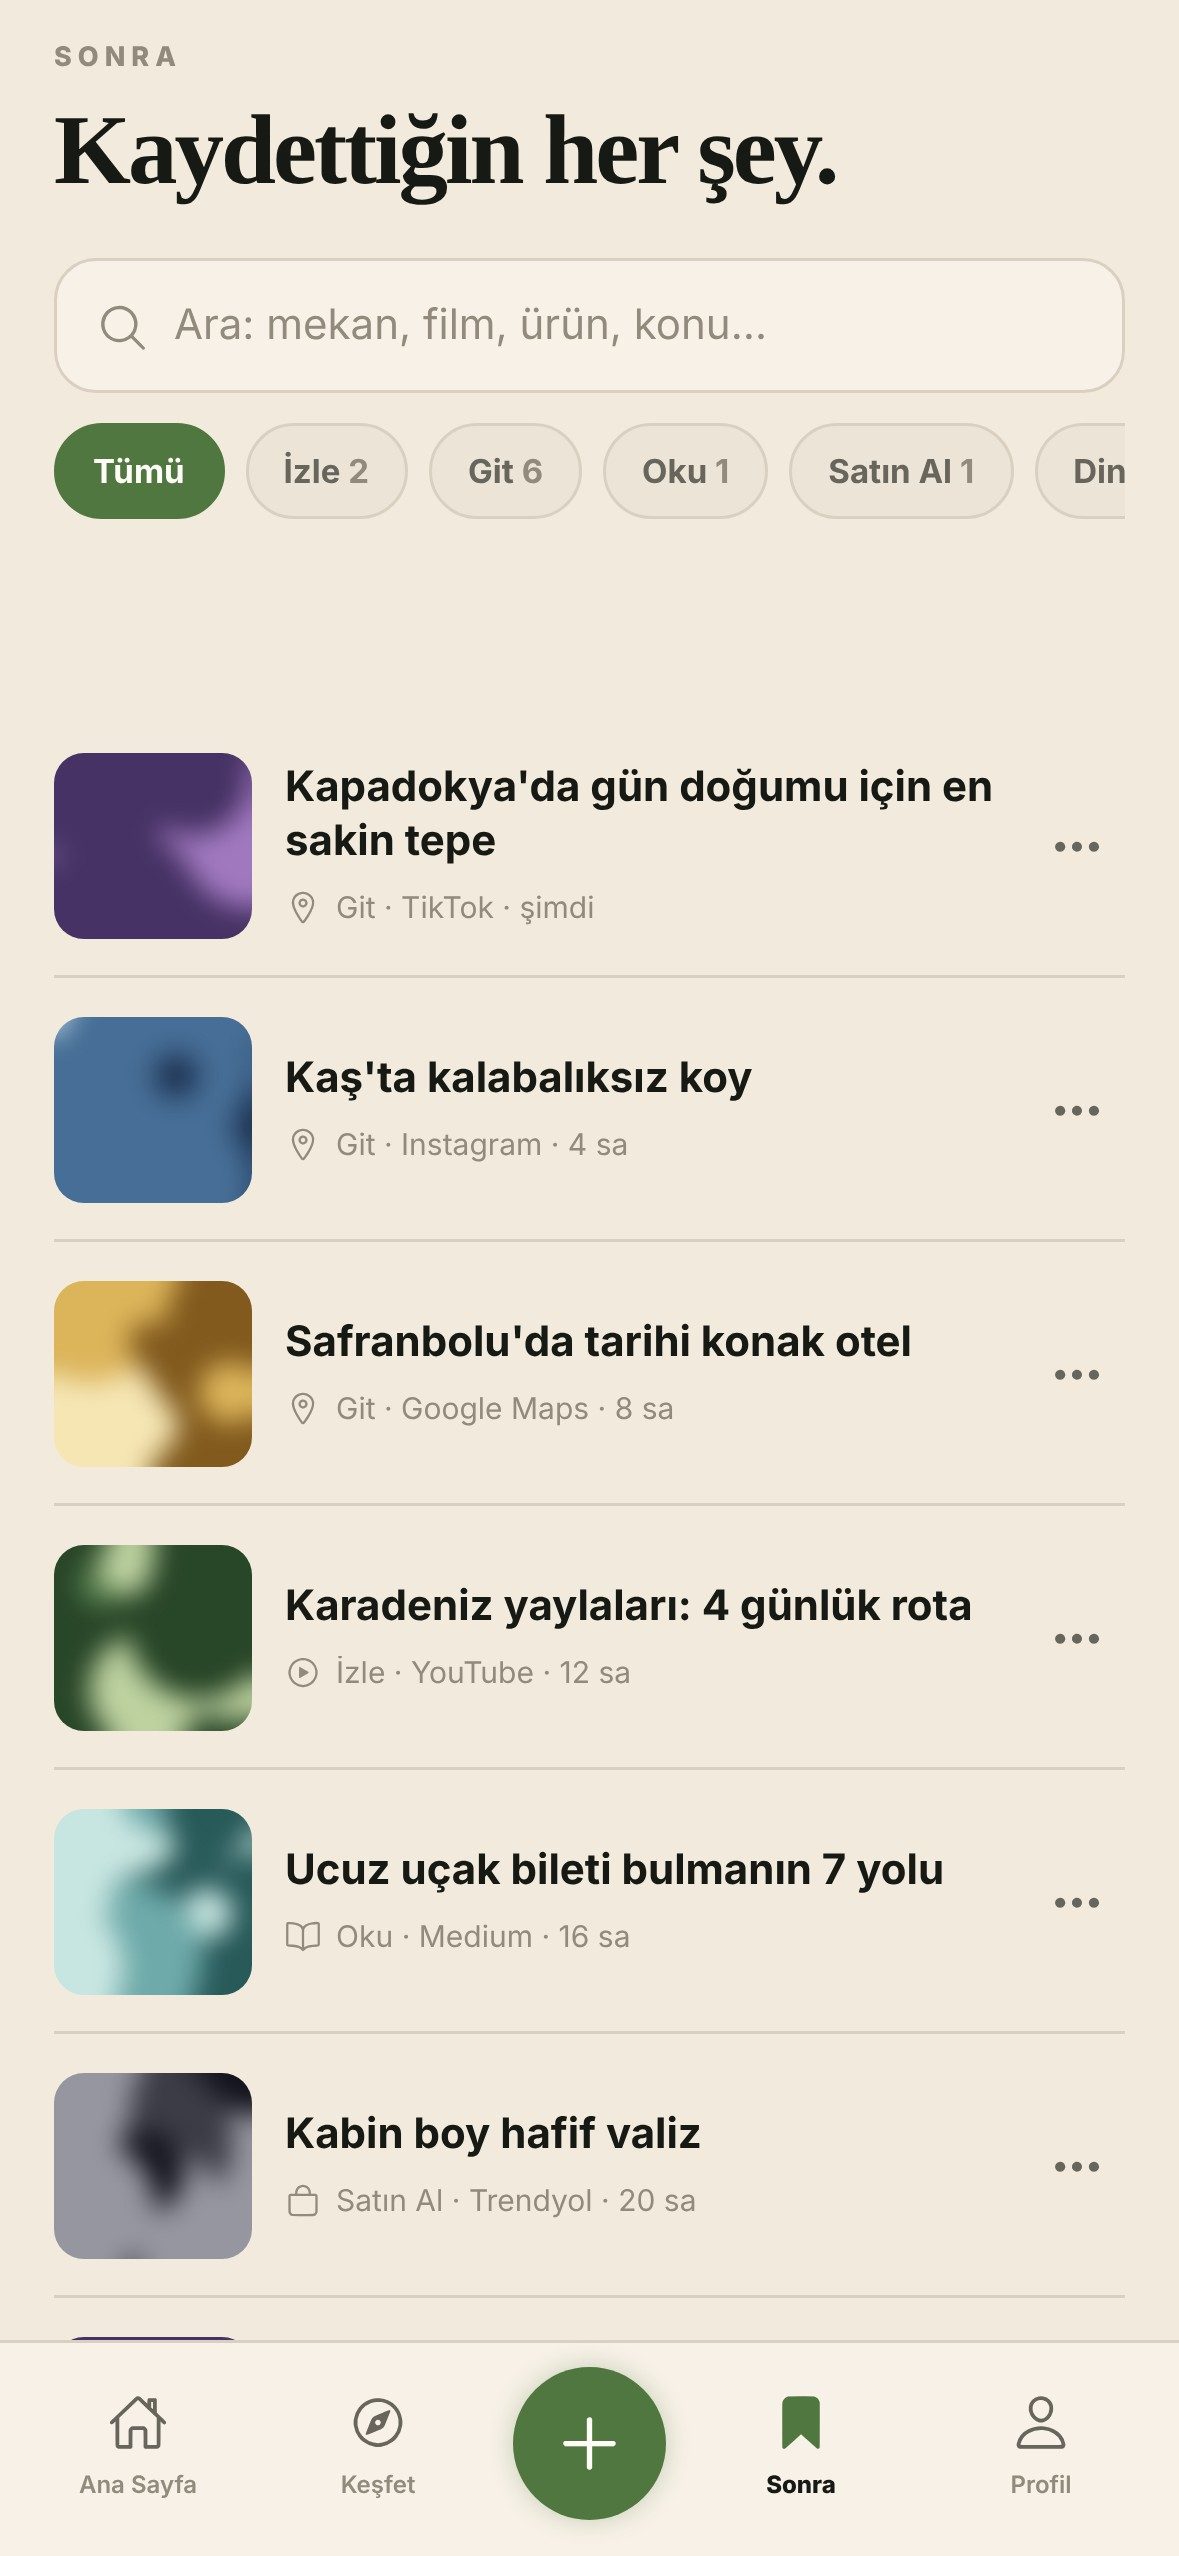 SONRA
Kaydettiğin her şey.
Ara: mekan, film, ürün, konu...
Tümü
İzle 2
Git 6
Oku 1
Satın Al 1
Din
Kapadokya'da gün doğumu için en
sakin tepe
Git · TikTok · şimdi
Kaş'ta kalabalıksız koy
Git · Instagram · 4 sa
Safranbolu'da tarihi konak otel
Git · Google Maps · 8 sa
Karadeniz yaylaları: 4 günlük rota
İzle · YouTube · 12 sa
Ucuz uçak bileti bulmanın 7 yolu
Oku · Medium · 16 sa
Kabin boy hafif valiz
Satın Al · Trendyol · 20 sa
Ana Sayfa
Keşfet
Sonra
Profil